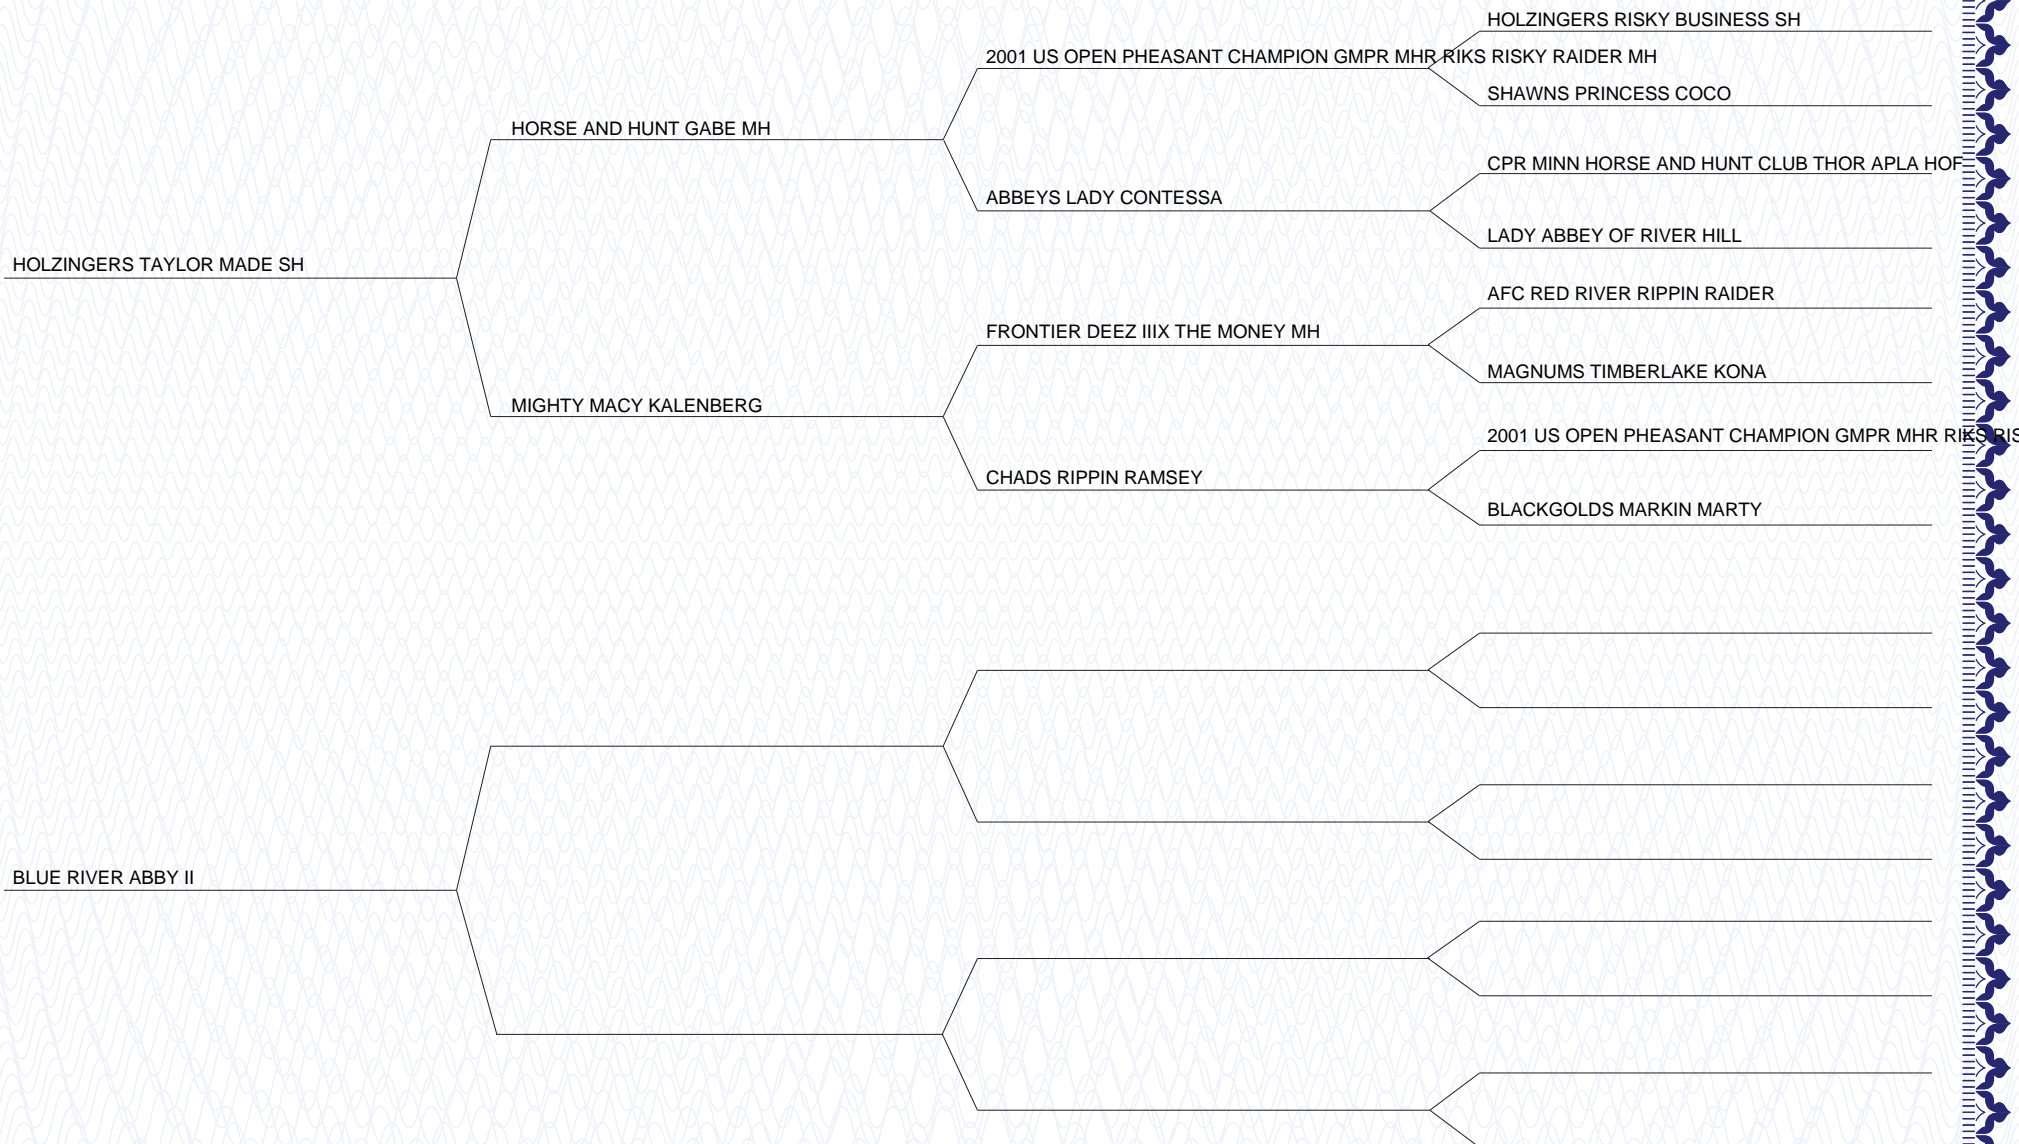 HOLZINGERS RISKY BUSINESS SH
2001 US OPEN PHEASANT CHAMPION GMPR MHR RIKS RISKY RAIDER MH
SHAWNS PRINCESS COCO
HORSE AND HUNT GABE MH
CPR MINN HORSE AND HUNT CLUB THOR APLA HOF
ABBEYS LADY CONTESSA
LADY ABBEY OF RIVER HILL
HOLZINGERS TAYLOR MADE SH
AFC RED RIVER RIPPIN RAIDER
FRONTIER DEEZ IIIX THE MONEY MH
MAGNUMS TIMBERLAKE KONA
MIGHTY MACY KALENBERG
2001 US OPEN PHEASANT CHAMPION GMPR MHR RIKS RIS
CHADS RIPPIN RAMSEY
BLACKGOLDS MARKIN MARTY
BLUE RIVER ABBY II